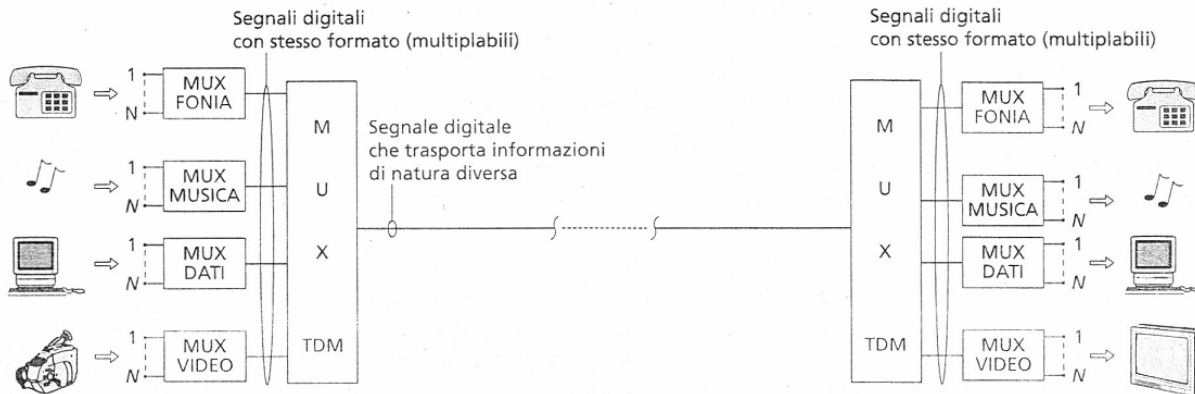 Segnali digitali
con stesso formato (multiplabili)
1
N
MUX
FONIA
1
N
MUX
MUSICA
1
N
MUX
DATI
1
N
MUX
VIDEO
M
U
X
TDM
Segnale digitale
che trasporta informazioni
di natura diversa
Segnali digitali
con stesso formato (multiplabili)
M
U
X
TDM
MUX
FONIA
1
N
MUX
MUSICA
1
N
MUX
DATI
1
N
MUX
VIDEO
1
N